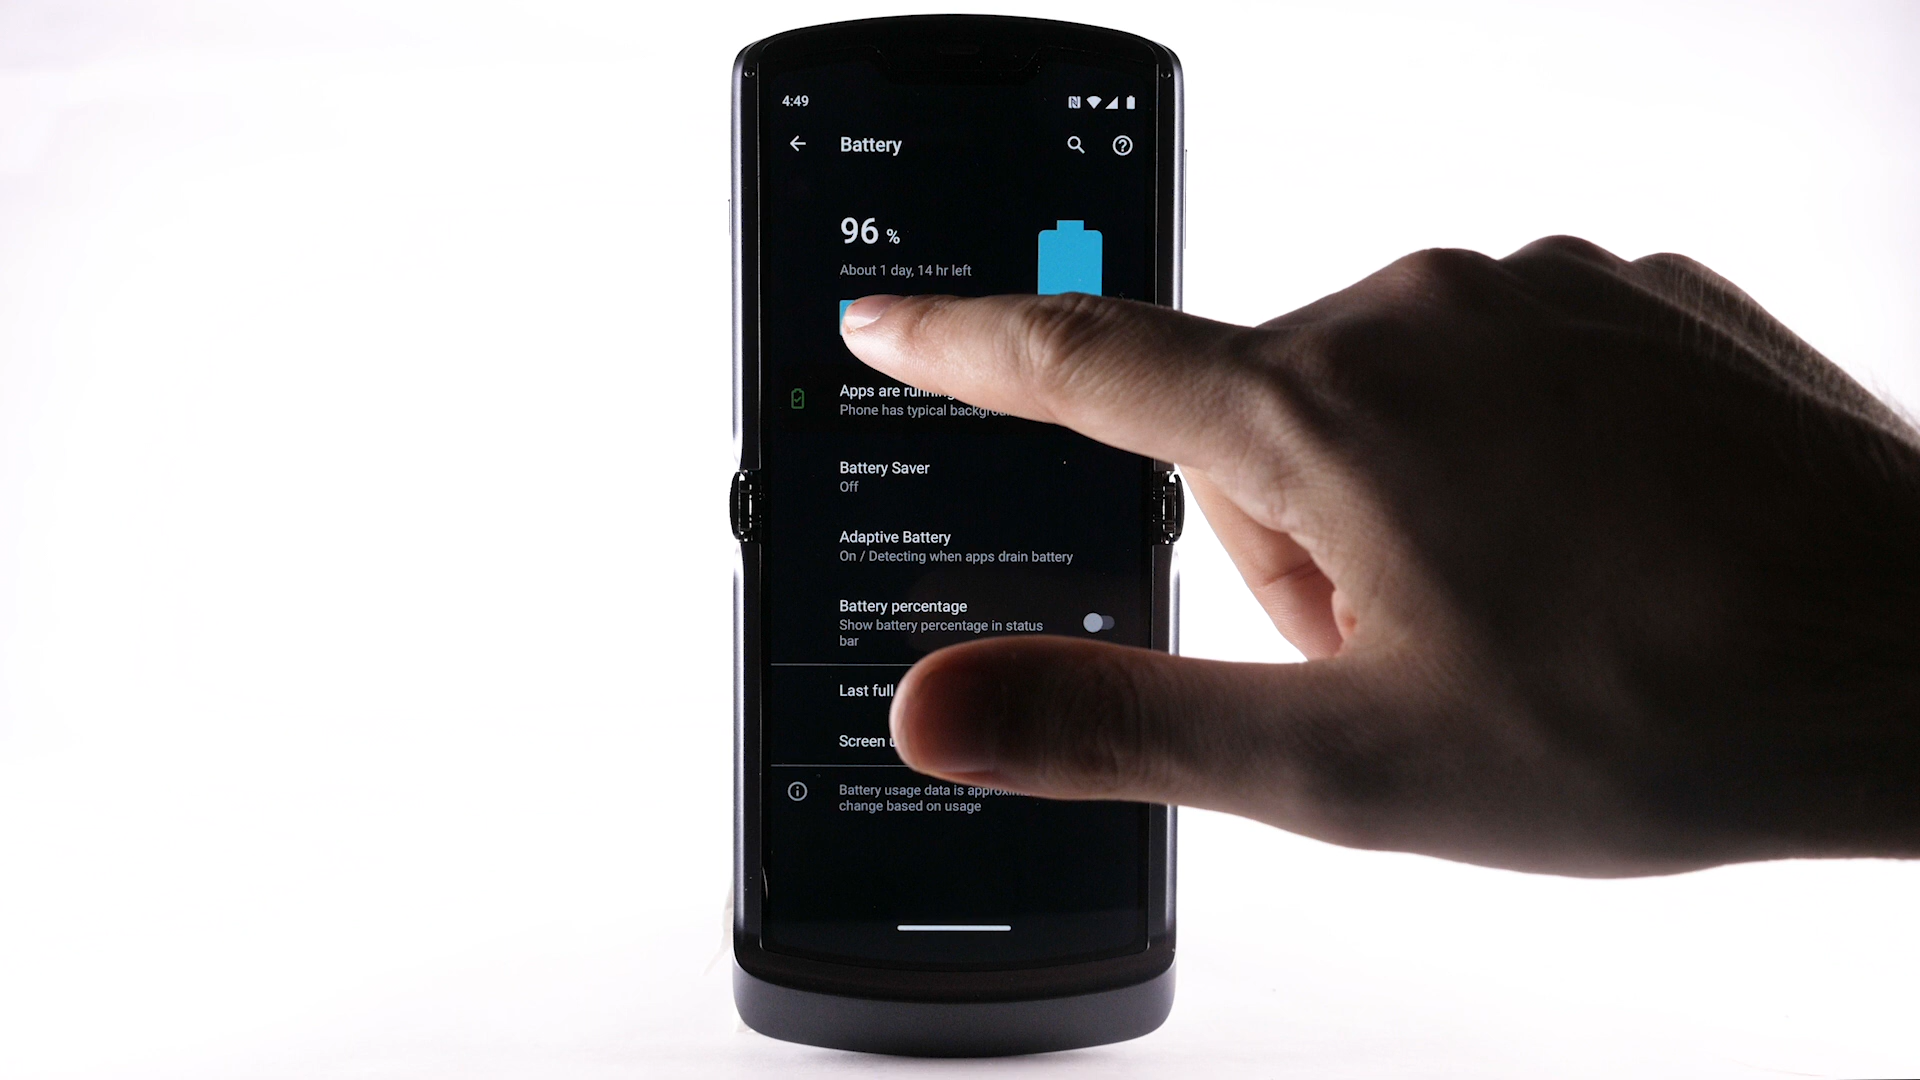 4:49
Battery
96 %
About 1 day, 14 hr left
Apps are running
Phone has typical
Battery Saver
Off
Adaptive Battery
On / Detecting when apps drain battery
Battery percentage
Show battery percentage in status
bar
Last full
Screen
Battery usage data is
change based on usage